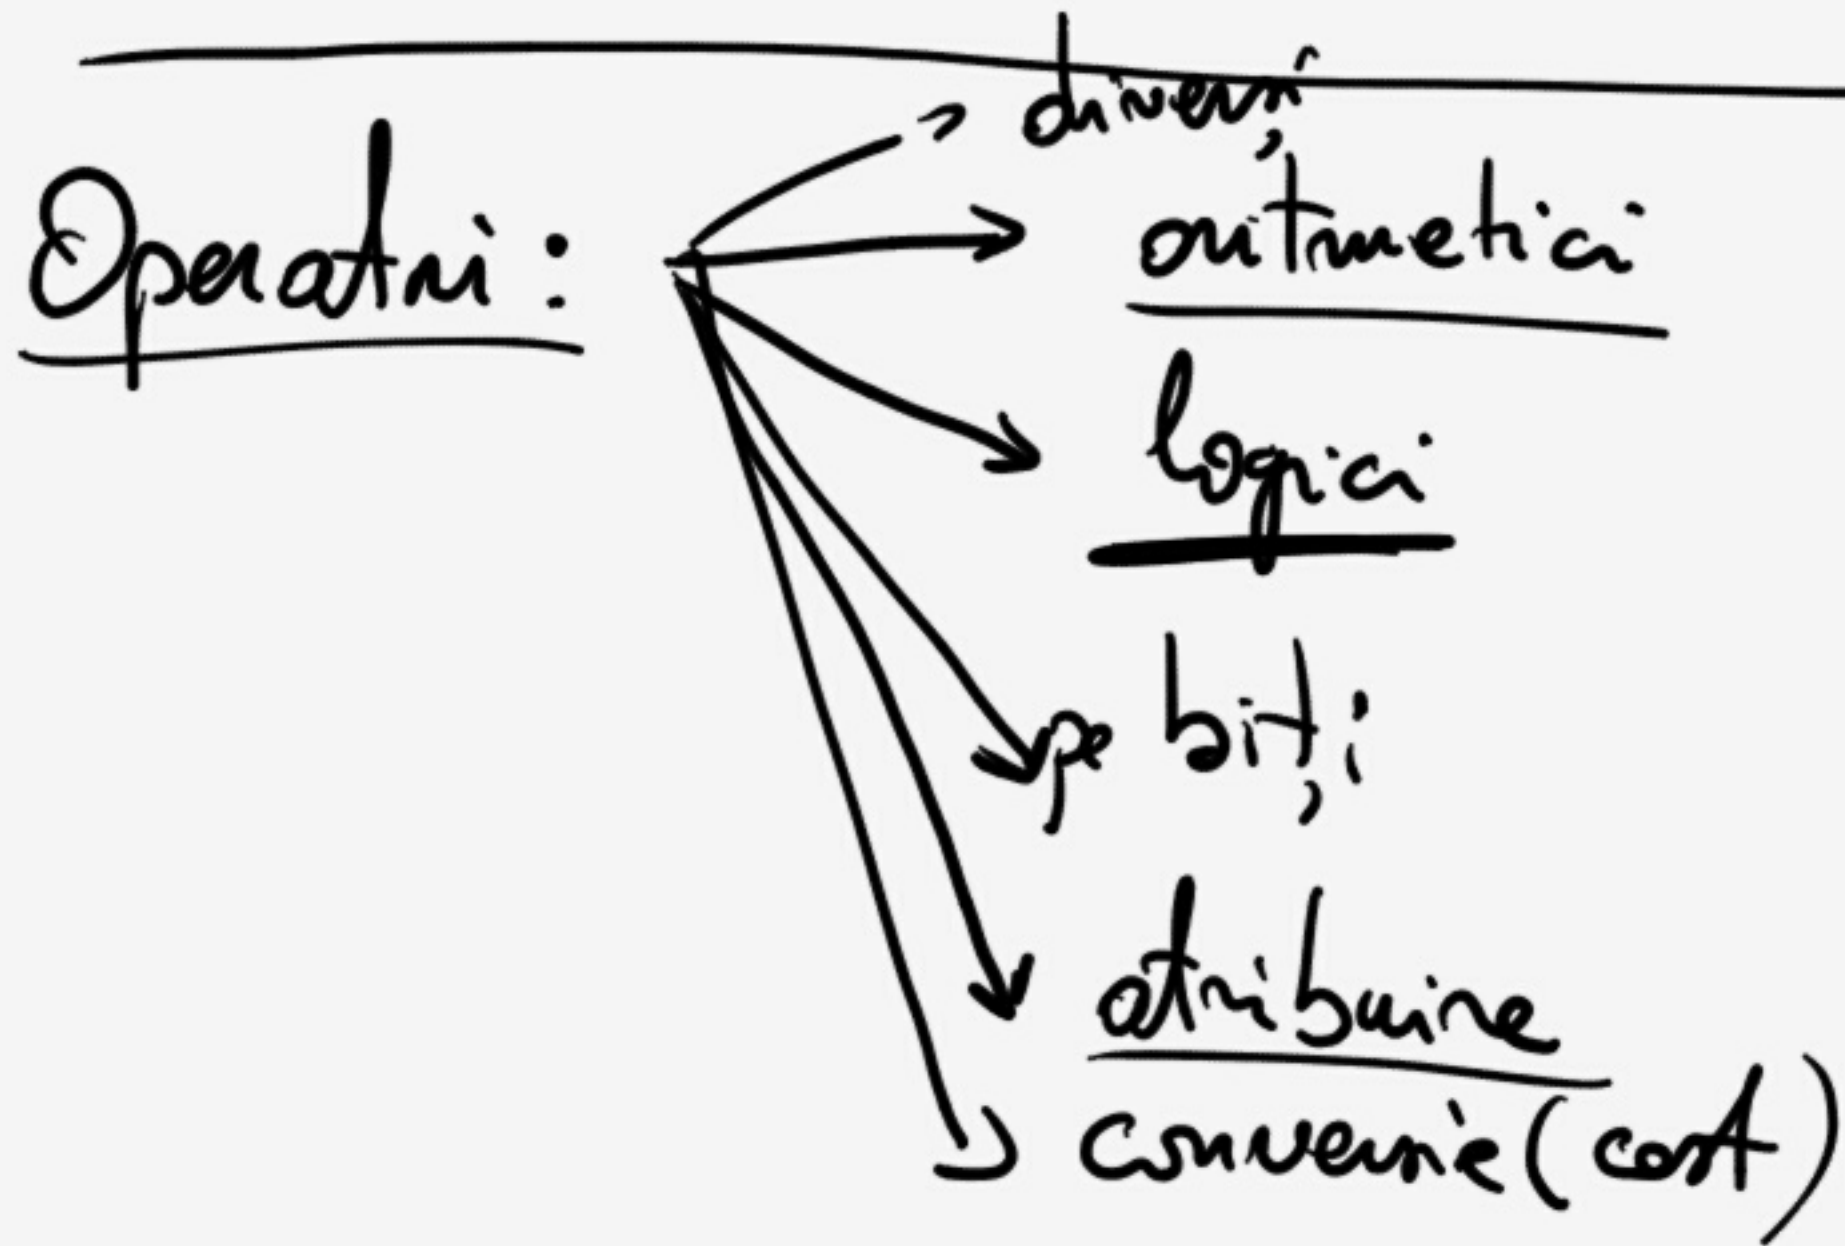 diverși
Operatori:
aritmetici
logici
pe biți
atribuire
conversie (cast)